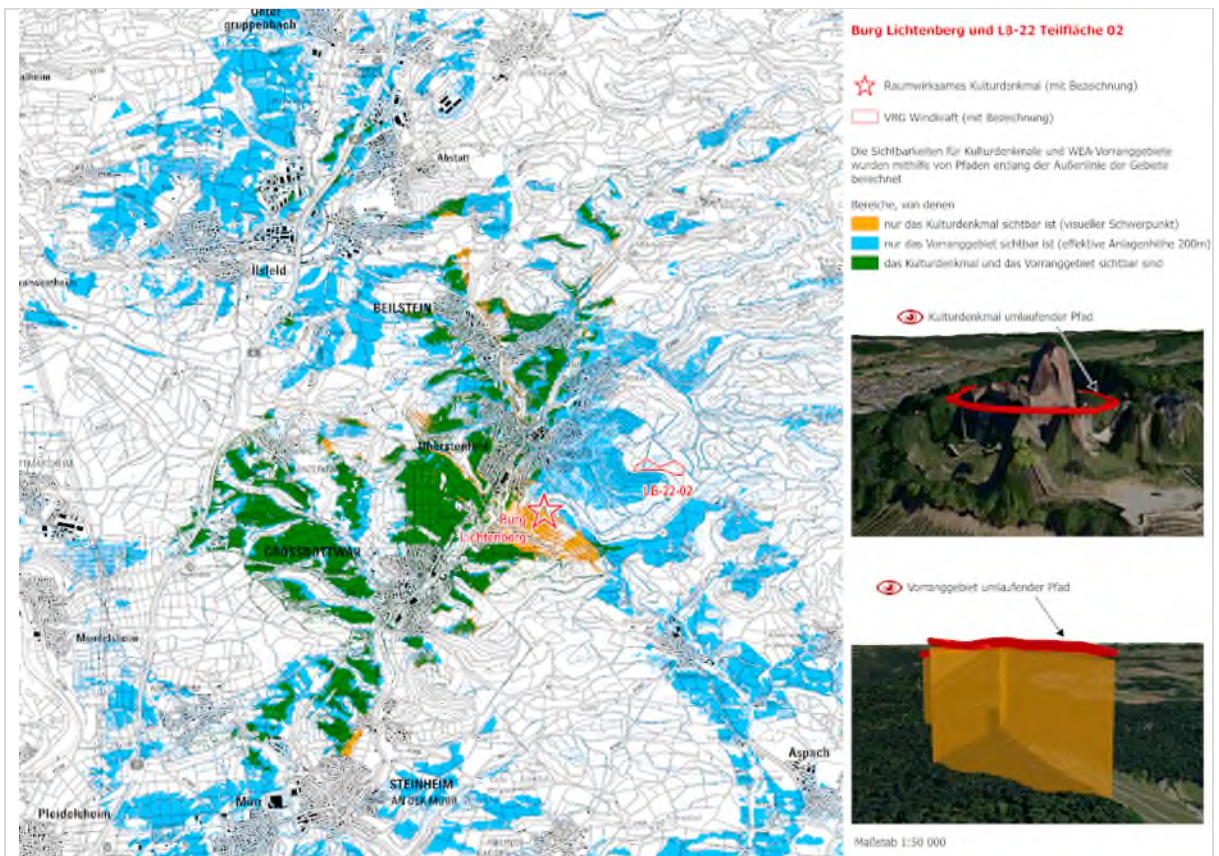 Unter
gruppenbach
Abstatt
Ilsfeld
BEILSTEIN
Oberstenfeld
LB-22-02
Burg
Lichtenberg
GROSSBOTTWAR
Mundelsheim
Aspach
STEINHEIM
AN DER MURR
Murr
Pleidelsheim
Burg Lichtenberg und LB-22 Teilfläche 02
Raumwirksames Kulturdenkmal (mit Bezeichnung)
VRG Windkraft (mit Bezeichnung)
Die Sichtbarkeiten für Kulturdenkmale und WEA-Vorranggebiete
wurden mithilfe von Pfaden entlang der Außenlinie der Gebiete
berechnet
Bereiche, von denen
nur das Kulturdenkmal sichtbar ist (visueller Schwerpunkt)
nur das Vorranggebiet sichtbar ist (effektive Anlagenhöhe 200m)
das Kulturdenkmal und das Vorranggebiet sichtbar sind
Kulturdenkmal umlaufender Pfad
Vorranggebiet umlaufender Pfad
Maßstab 1:50 000